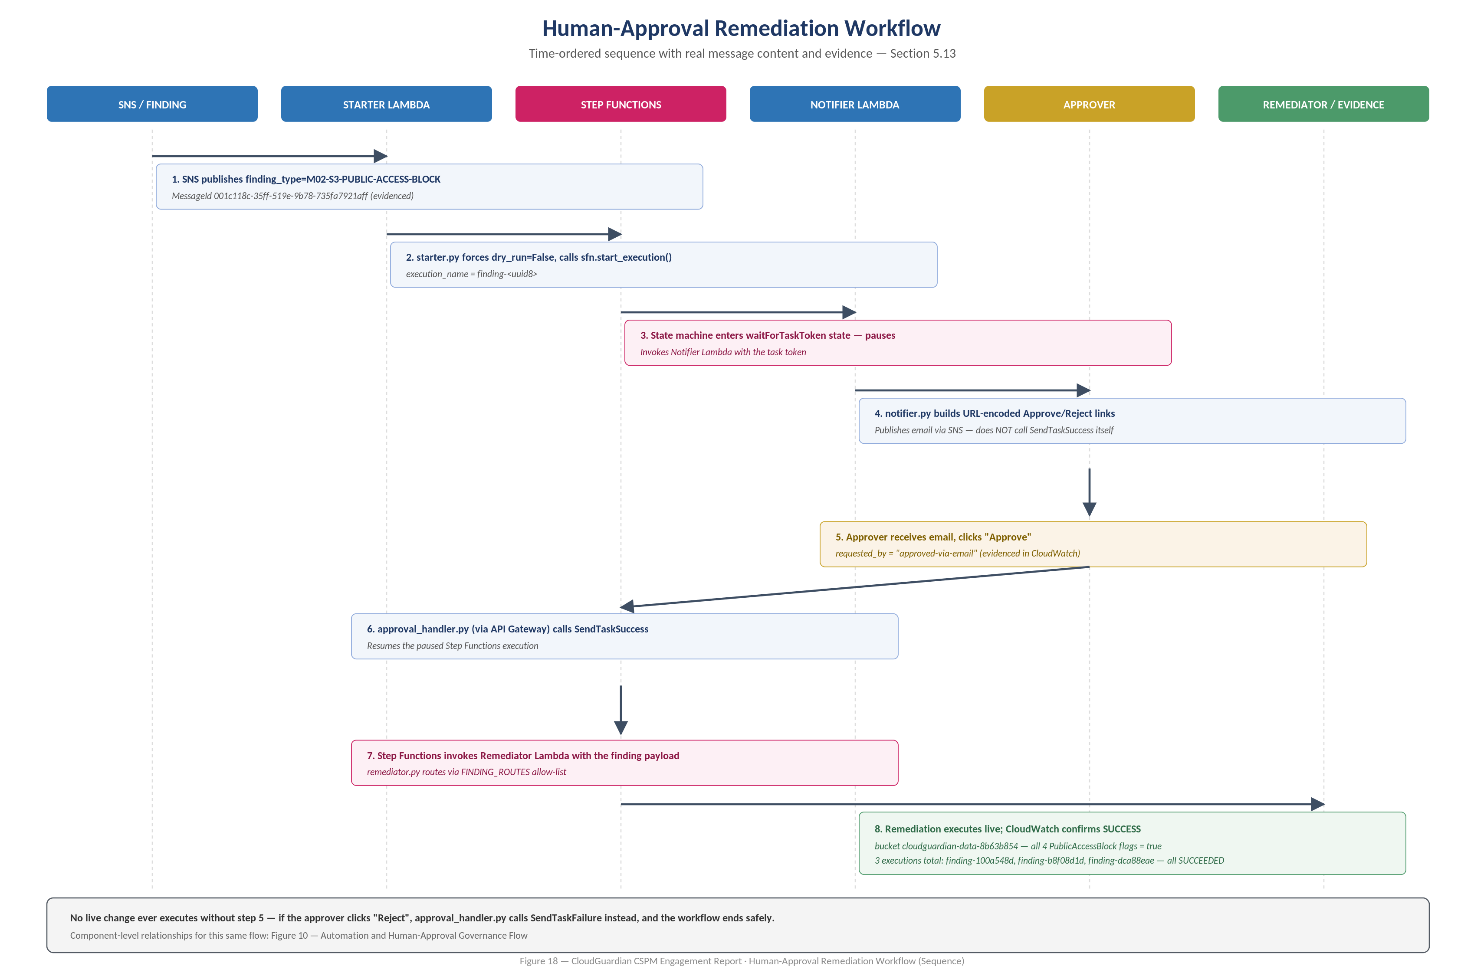 Human-Approval Remediation Workflow
Time-ordered sequence with real message content and evidence — Section 5.13
SNS / FINDING
STARTER LAMBDA
STEP FUNCTIONS
NOTIFIER LAMBDA
APPROVER
REMEDIATOR / EVIDENCE
1. SNS publishes finding_type=M02-S3-PUBLIC-ACCESS-BLOCK
MessageId 001c118c-35ff-519e-9b78-735fa7921aff (evidenced)
2. starter.py forces dry_run=False, calls sfn.start_execution()
execution_name = finding-<uuid8>
3. State machine enters waitForTaskToken state — pauses
Invokes Notifier Lambda with the task token
4. notifier.py builds URL-encoded Approve/Reject links
Publishes email via SNS — does NOT call SendTaskSuccess itself
5. Approver receives email, clicks "Approve"
requested_by = "approved-via-email" (evidenced in CloudWatch)
6. approval_handler.py (via API Gateway) calls SendTaskSuccess
Resumes the paused Step Functions execution
7. Step Functions invokes Remediator Lambda with the finding payload
remediator.py routes via FINDING_ROUTES allow-list
8. Remediation executes live; CloudWatch confirms SUCCESS
bucket cloudguardian-data-8b63b854 — all 4 PublicAccessBlock flags = true
3 executions total: finding-100a548d, finding-b8f08d1d, finding-dca88eae — all SUCCEEDED
No live change ever executes without step 5 — if the approver clicks "Reject", approval_handler.py calls SendTaskFailure instead, and the workflow ends safely.
Component-level relationships for this same flow: Figure 10 — Automation and Human-Approval Governance Flow
Figure 18 — CloudGuardian CSPM Engagement Report · Human-Approval Remediation Workflow (Sequence)